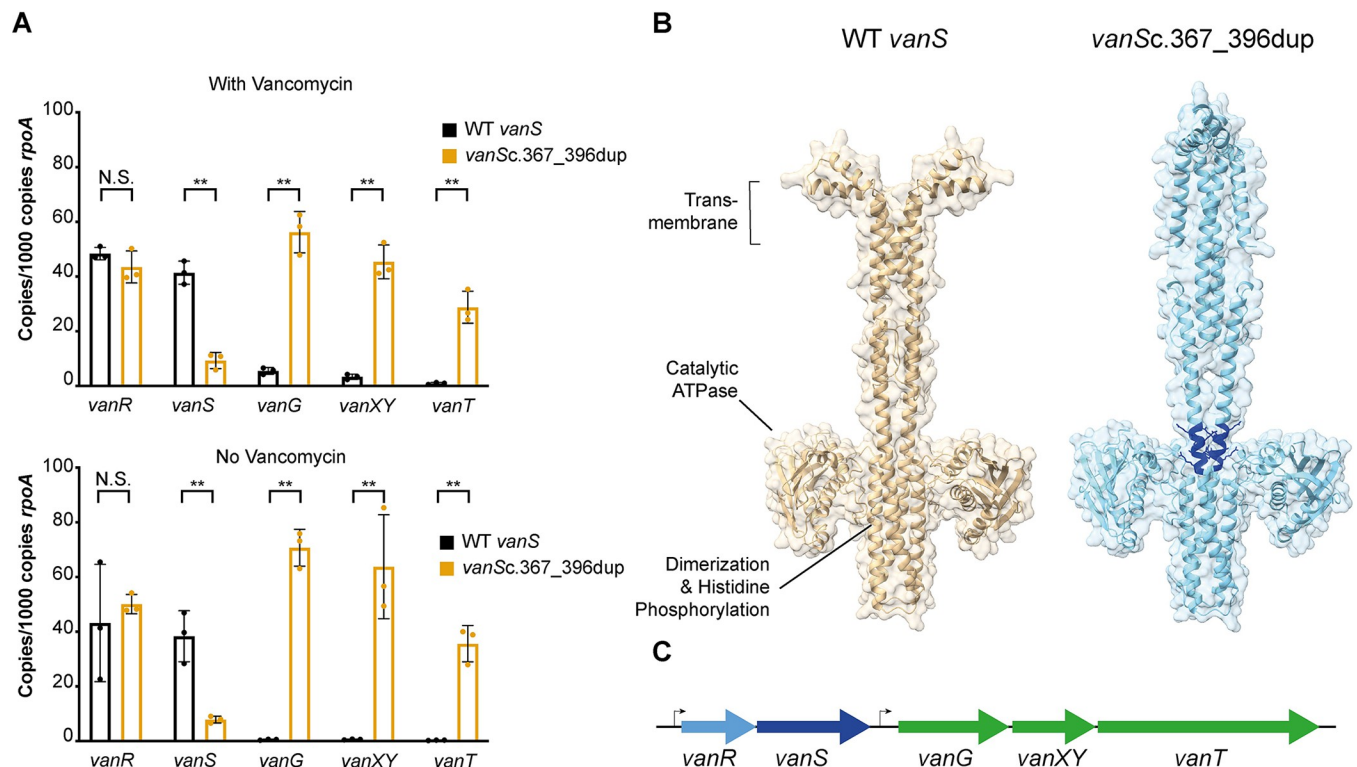 A
With Vancomycin
Copies/1000 copies rpoA
100
80
60
40
20
0
WT vanS
vanSc.367_396dup
N.S.
**
**
**
**
vanR
vanS
vanG
vanXY
vanT
No Vancomycin
Copies/1000 copies rpoA
100
80
60
40
20
0
WT vanS
vanSc.367_396dup
N.S.
**
**
**
**
vanR
vanS
vanG
vanXY
vanT
B
WT vanS
vanSc.367_396dup
Trans-
membrane
Catalytic
ATPase
Dimerization
& Histidine
Phosphorylation
C
vanR
vanS
vanG
vanXY
vanT